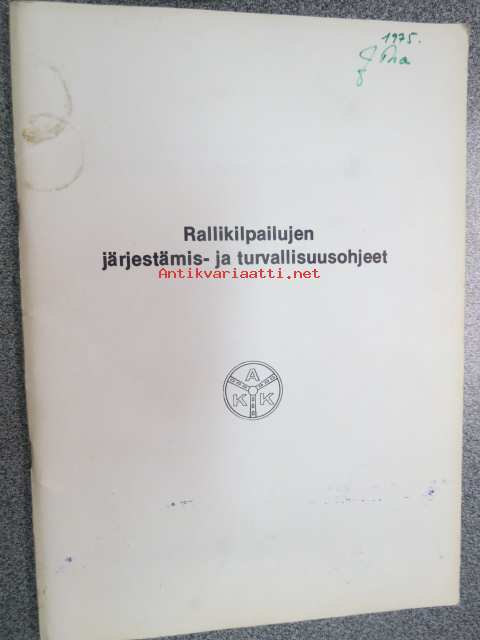 1975.
Rallikilpailujen
järjestämis- ja turvallisuusohjeet
Antikvariaatti.net
A
K K